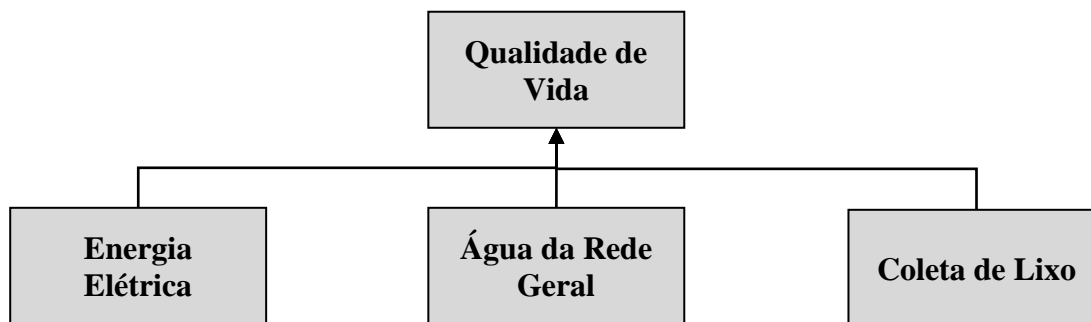 Qualidade de
Vida
Energia
Elétrica
Água da Rede
Geral
Coleta de Lixo